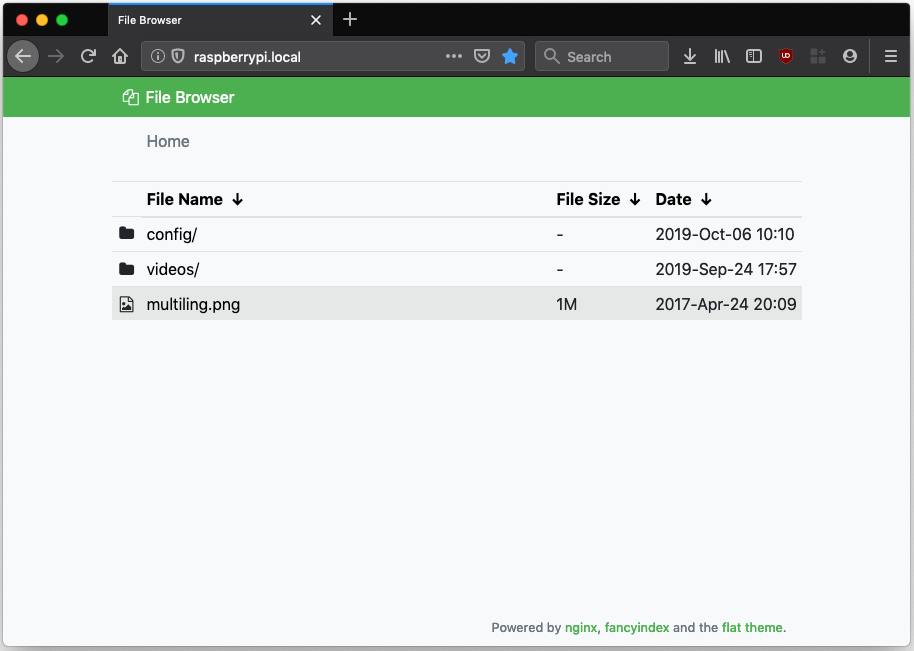 File Browser
raspberrypi.local
Search
File Browser
Home
File Name File Size Date
config/ - 2019-Oct-06 10:10
videos/ - 2019-Sep-24 17:57
multiling.png 1M 2017-Apr-24 20:09
Powered by nginx, fancyindex and the flat theme.